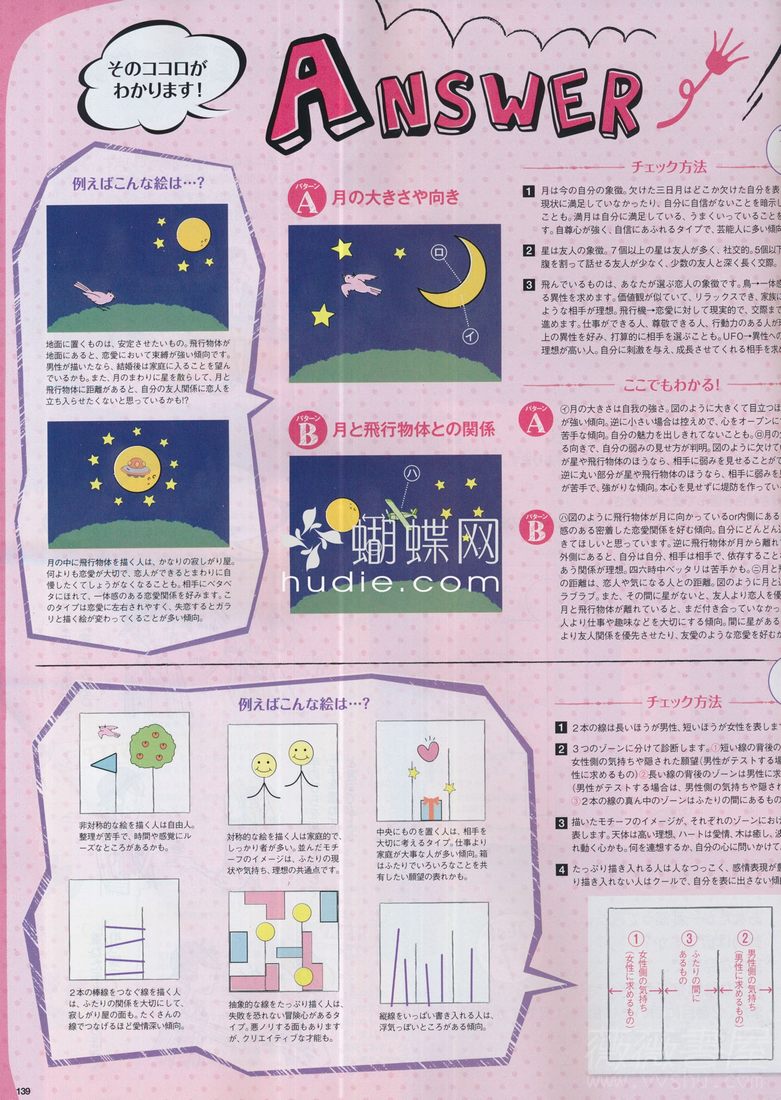 そのココロが
わかります!
ANSWER
例えばこんな絵は…?
地面に置くものは、安定させたいもの。飛行物体が
地面にあると、恋愛において束縛が強い傾向です。
男性が描いたなら、結婚後は家庭に入ることを望ん
でいるかも。また、月のまわりに星を散らして、月と
飛行物体に距離があると、自分の友人関係に恋人を
立ち入らせたくないと思っているかも!?
月の中に飛行物体を描く人は、かなりの寂しがり屋。
何よりも恋愛が大切で、恋人ができるとまわりに自
慢したくてしょうがなくなることも。相手にベタベ
タにほれて、一体感のある恋愛関係を好みます。こ
のタイプは恋愛に左右されやすく、失恋するとガラ
リと描く絵が変わってくることが多い傾向。
パターン
A
月の大きさや向き
ロ
イ
パターン
B
月と飛行物体との関係
ハ
蝴蝶网
hudie.com
チェック方法
1 月は今の自分の象徴。欠けた三日月はどこか欠けた自分を表
現状に満足していなかったり、自分に自信がないことを暗示し
ことも。満月は自分に満足している、うまくいっていることを
す。自尊心が強く、自信にあふれるタイプで、芸能人に多い傾向
2 星は友人の象徴。7個以上の星は友人が多く、社交的。5個以下
腹を割って話せる友人が少なく、少数の友人と深く長く交際。
3 飛んでいるものは、あなたが選ぶ恋人の象徴です。鳥→一体感
る異性を求めます。価値観が似ていて、リラックスでき、家族
ような相手が理想。飛行機→恋愛に対して現実的で、交際まで
進めます。仕事ができる人、尊敬できる人、行動力のある人が
上の異性を好み、打算的に相手を選ぶことも。UFO→異性への
理想が高い人。自分に刺激を与え、成長させてくれる相手を求
ここでもわかる!
パターン
A
イ月の大きさは自我の強さ。図のように大きくて目立つほ
が強い傾向。逆に小さい場合は控えめで、心をオープンに
苦手な傾向。自分の魅力を出しきれてないことも。ロ月の
る向きで、自分の弱みの見せ方が判明。図のように欠けて
が星や飛行物体のほうなら、相手に弱みを見せることがで
逆に丸い部分が星や飛行物体のほうなら、相手に弱みを見
が苦手で、強がりな傾向。本心を見せずに堤防を作ってい
パターン
B
ハ図のように飛行物体が月に向かっているor内側にある
感のある密着した恋愛関係を好む傾向。自分にどんどん近
きてほしいと思っています。逆に飛行物体が月から離れて
外側にあると、自分は自分、相手は相手で、依存すること
あう関係が理想。四六時中ベッタリは苦手かも。㊁月と飛
の距離は、恋人や気になる人との距離。図のように月と近
ラブラブ。また、その間に星がないと、友人より恋人を優
月と飛行物体が離れていると、まだ付き合っていなかっ
人より仕事や趣味などを大切にする傾向。間に星がある
より友人関係を優先させたり、友愛のような恋愛を好む
例えばこんな絵は…?
非対称的な絵を描く人は自由人。
整理が苦手で、時間や感覚にル
ーズなところがあるかも。
対称的な絵を描く人は家庭的で、
しっかり者が多い。並んだモチ
ーフのイメージは、ふたりの現
状や気持ち、理想の共通点です。
中央にものを置く人は、相手を
大切に考えるタイプ。仕事より
家庭が大事な人が多い傾向。箱
はふたりでいろいろなことを共
有したい願望の表れかも。
2本の棒線をつなぐ線を描く人
は、ふたりの関係を大切にして、
寂しがり屋の面も。たくさんの
線でつなげるほど愛情深い傾向。
抽象的な線をたっぷり描く人は、
失敗を恐れない冒険心があるタ
イプ。悪ノリする面もあります
が、クリエイティブな才能も。
縦線をいっぱい書き入れる人は、
浮気っぽいところがある傾向。
チェック方法
1 2本の線は長いほうが男性、短いほうが女性を表します
2 3つのゾーンに分けて診断します。①短い線の背後の
女性側の気持ちや隠された願望(男性がテストする場
性に求めるもの)②長い線の背後のゾーンは男性に求
(男性がテストする場合は、男性側の気持ちや隠された
③2本の線の真ん中のゾーンはふたりの間にあるもの
3 描いたモチーフのイメージが、それぞれのゾーンにおけ
表します。天体は高い理想、ハートは愛情、木は癒し、波
れ動く心かも。何を連想するか、自分の心に問いかけて
4 たっぷり描き入れる人は人なつっこく、感情表現が豊
り描き入れない人はクールで、自分を表に出さない傾
①
女性側の気持ち
(女性に求めるもの)
③
ふたりの間に
あるもの
②
男性側の気持ち
(男性に求めるもの)
139